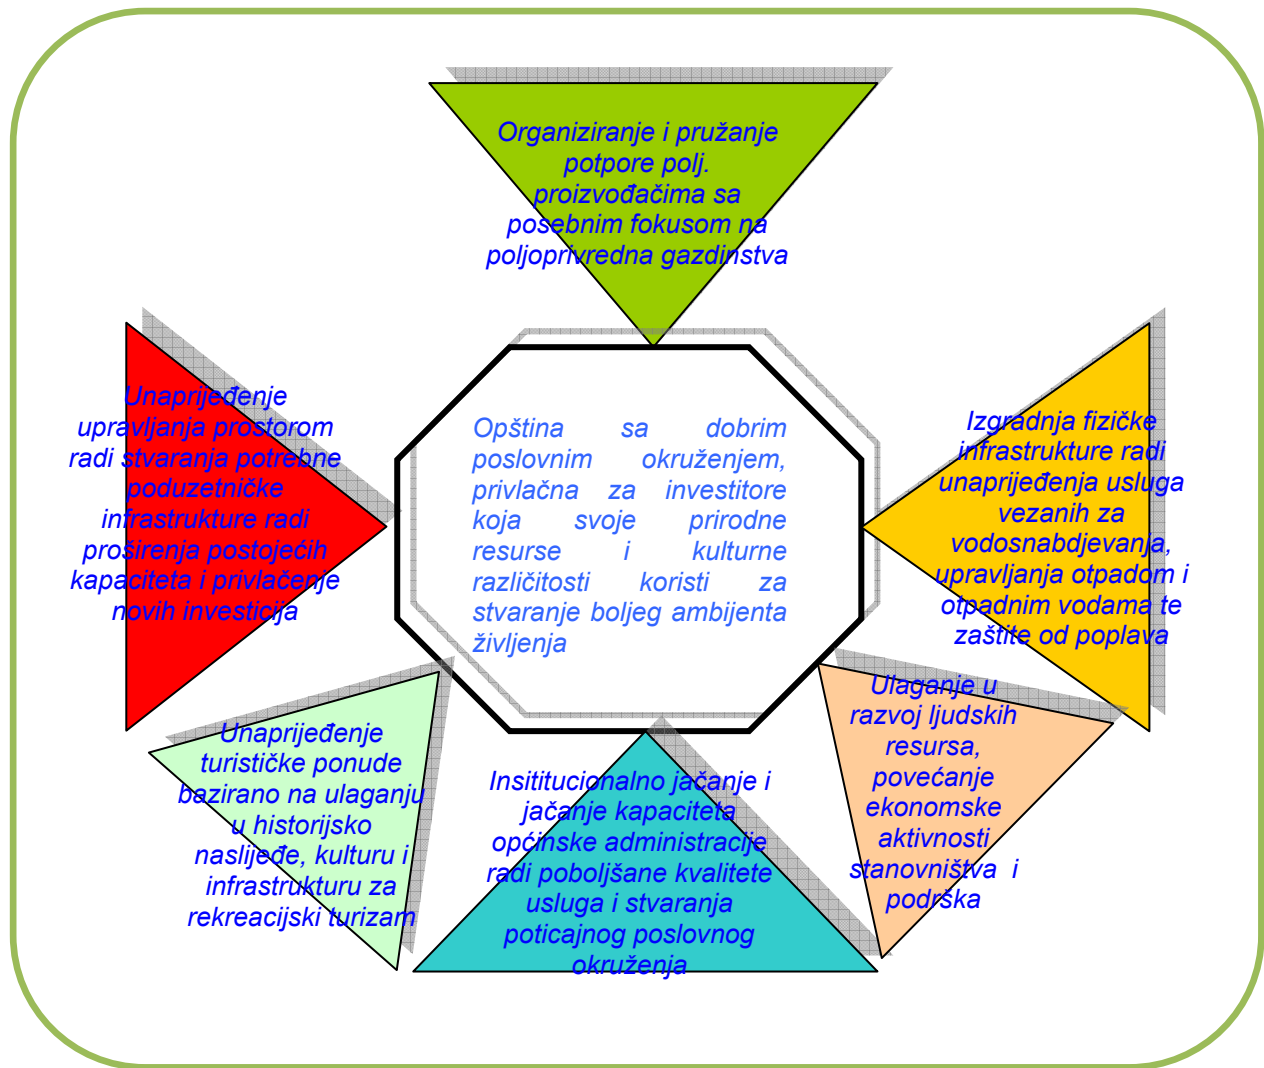 Organiziranje i pružanje
potpore polj.
proizvođačima sa
posebnim fokusom na
poljoprivredna gazdinstva
Unaprijeđenje
upravljanja prostorom
radi stvaranja potrebne
poduzetničke
infrastrukture radi
proširenja postojećih
kapaciteta i privlačenje
novih investicija
Opština sa dobrim
poslovnim okruženjem,
privlačna za investitore
koja svoje prirodne
resurse i kulturne
različitosti koristi za
stvaranje boljeg ambijenta
življenja
Izgradnja fizičke
infrastrukture radi
unaprijeđenja usluga
vezanih za
vodosnabdjevanja,
upravljanja otpadom i
otpadnim vodama te
zaštite od poplava
Unaprijeđenje
turističke ponude
bazirano na ulaganju
u historijsko
naslijeđe, kulturu i
infrastrukturu za
rekreacijski turizam
Insititucionalno jačanje i
jačanje kapaciteta
općinske administracije
radi poboljšane kvalitete
usluga i stvaranja
poticajnog poslovnog
okruženja
Ulaganje u
razvoj ljudskih
resursa,
povećanje
ekonomske
aktivnosti
stanovništva i
podrška